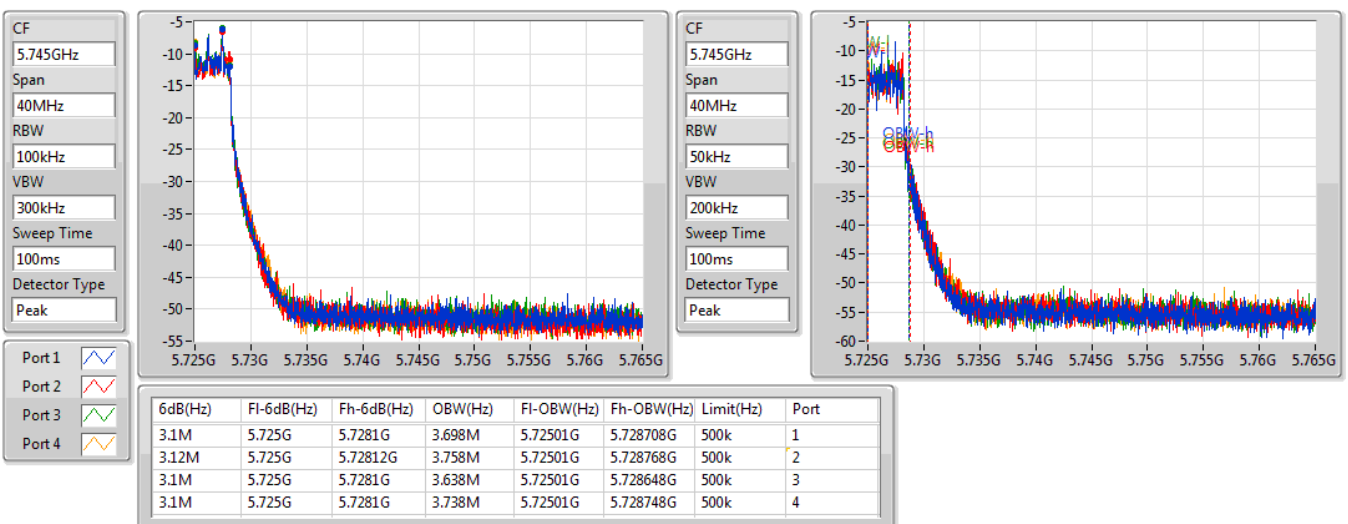 CF
5.745GHz
Span
40MHz
RBW
100kHz
VBW
300kHz
Sweep Time
100ms
Detector Type
Peak
Port 1
Port 2
Port 3
Port 4
-5
-10
-15
-20
-25
-30
-35
-40
-45
-50
-55
5.725G 5.73G 5.735G 5.74G 5.745G 5.75G 5.755G 5.76G 5.765G
CF
5.745GHz
Span
40MHz
RBW
50kHz
VBW
200kHz
Sweep Time
100ms
Detector Type
Peak
-5
-10
-15
-20
-25
-30
-35
-40
-45
-50
-55
-60
OBW-h
OBW-h
5.725G 5.73G 5.735G 5.74G 5.745G 5.75G 5.755G 5.76G 5.765G
6dB(Hz) Fl-6dB(Hz) Fh-6dB(Hz) OBW(Hz) Fl-OBW(Hz) Fh-OBW(Hz) Limit(Hz) Port
3.1M 5.725G 5.7281G 3.698M 5.72501G 5.728708G 500k 1
3.12M 5.725G 5.72812G 3.758M 5.72501G 5.728768G 500k 2
3.1M 5.725G 5.7281G 3.638M 5.72501G 5.728648G 500k 3
3.1M 5.725G 5.7281G 3.738M 5.72501G 5.728748G 500k 4